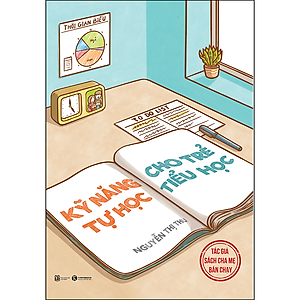 THỜI GIAN BIỂU
TO DO LIST
KỸ NĂNG
TỰ HỌC
CHO TRẺ
TIỂU HỌC
NGUYỄN THỊ THU
TÁC GIẢ
SÁCH CHA MẸ
BÁN CHẠY